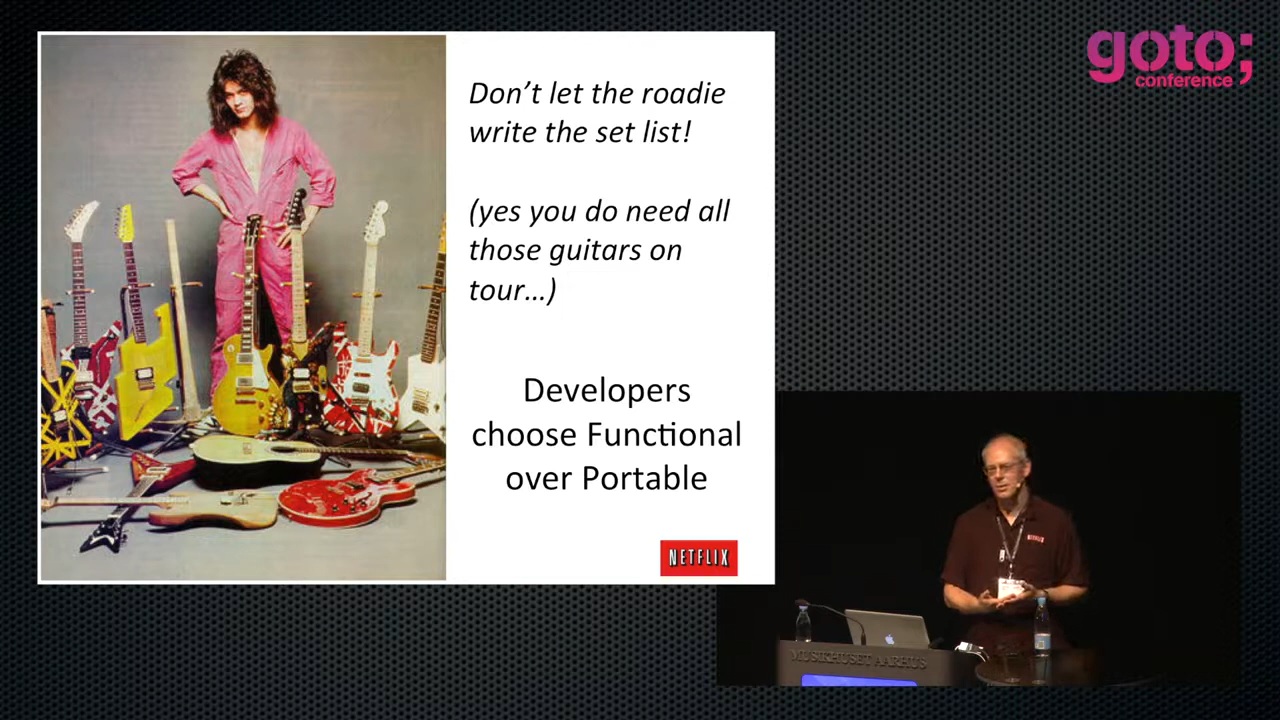 goto;
conference
Don't let the roadie
write the set list!
(yes you do need all
those guitars on
tour...)
Developers
choose Functional
over Portable
NETFLIX
NETFLIX
MUSIKHUSET AARHUS